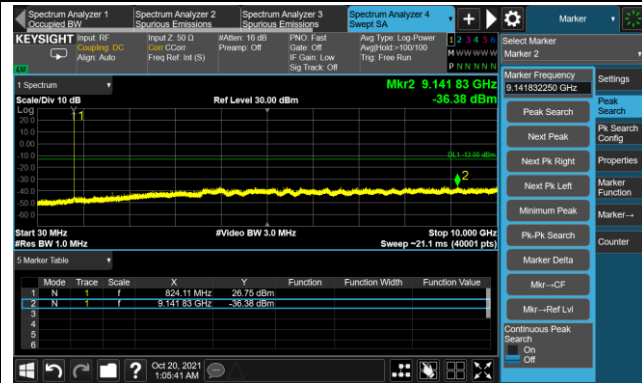 Spectrum Analyzer 1
Occupied BW
Spectrum Analyzer 2
Spurious Emissions
Spectrum Analyzer 3
Spurious Emissions
Spectrum Analyzer 4
Swept SA
Marker
KEYSIGHT
Input: RF
Coupling: DC
Align: Auto
Input Z: 50 Ω
Corr CCorr
Freq Ref: Int (S)
#Atten: 16 dB
Preamp: Off
PNO: Fast
Gate: Off
IF Gain: Low
Sig Track: Off
Avg Type: Log-Power
Avg|Hold:>100/100
Trig: Free Run
1 2 3 4 5 6
M W W W W W
P N N N N N
Select Marker
Marker 2
1 Spectrum
Scale/Div 10 dB
Log
Ref Level 30.00 dBm
Mkr2 9.141 83 GHz
-36.38 dBm
20.0
10.0
0.00
-10.0
-20.0
-30.0
-40.0
-50.0
-60.0
1
DL1 -13.00 dBm
2
Start 30 MHz
#Res BW 1.0 MHz
#Video BW 3.0 MHz
Stop 10.000 GHz
Sweep ~21.1 ms (40001 pts)
5 Marker Table
Mode Trace Scale X Y Function Function Width Function Value
1 N 1 f 824.11 MHz 26.75 dBm
2 N 1 f 9.141 83 GHz -36.38 dBm
3
4
5
6
Marker Frequency
9.141832250 GHz
Peak Search
Next Peak
Next Pk Right
Next Pk Left
Minimum Peak
Pk-Pk Search
Marker Delta
Mkr→CF
Mkr→Ref Lvl
Continuous Peak
Search
On
Off
Settings
Peak
Search
Pk Search
Config
Properties
Marker
Function
Marker→
Counter
?
Oct 20, 2021
1:05:41 AM